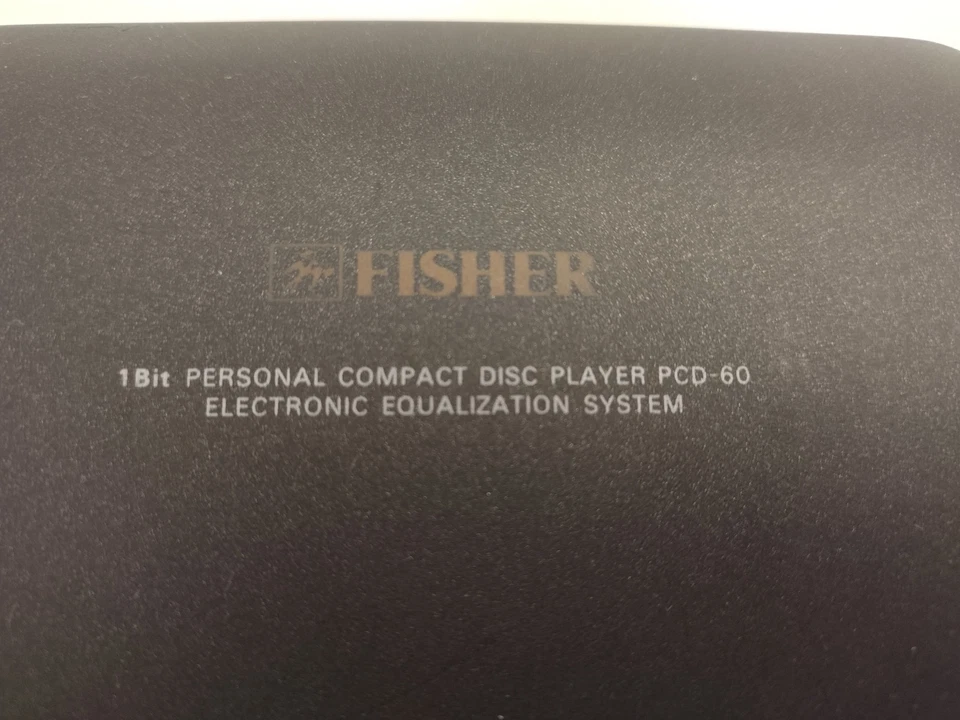 FISHER
1Bit PERSONAL COMPACT DISC PLAYER PCD-60
ELECTRONIC EQUALIZATION SYSTEM